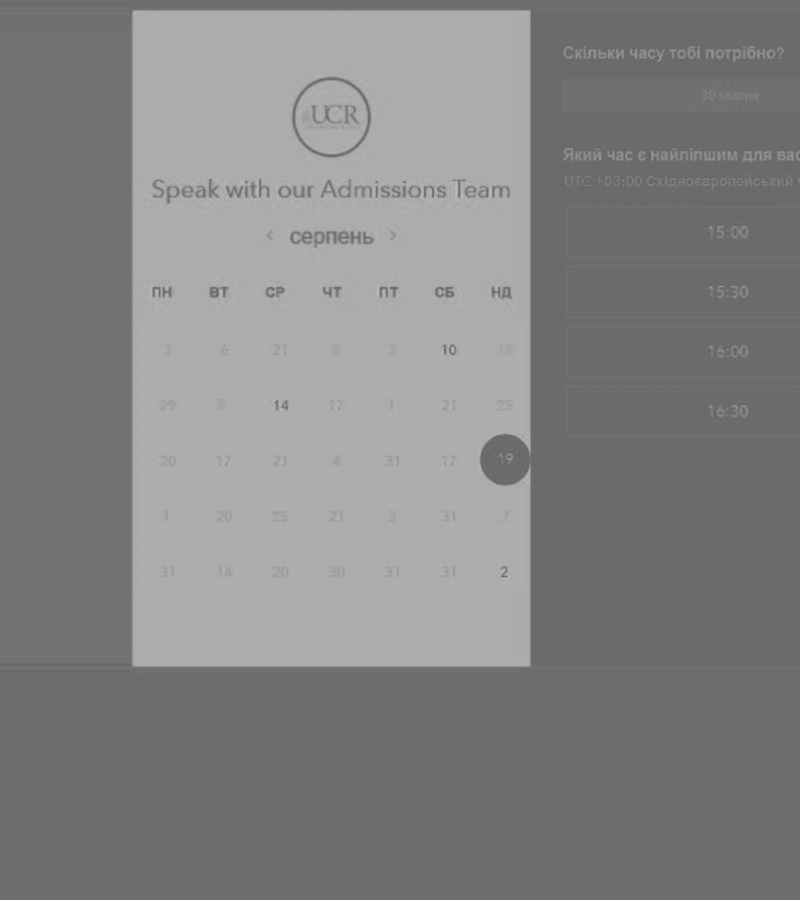 UCR
Speak with our Admissions Team
< серпень >
ПН ВТ СР ЧТ ПТ СБ НД
3 6 21 2 3 10 18
29 5 14 17 1 21 25
20 17 21 4 31 17 19
1 20 25 21 3 31 7
31 14 20 30 31 31 2
Скільки часу тобі потрібно?
30 хвилин
Який час є найліпшим для вас
UTC +03:00 Східноєвропейський
15:00
15:30
16:00
16:30